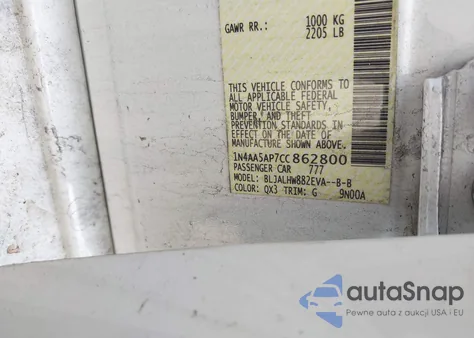 GAWR RR.: 1000 KG
2205 LB
THIS VEHICLE CONFORMS TO
ALL APPLICABLE FEDERAL
MOTOR VEHICLE SAFETY,
BUMPER, AND THEFT
PREVENTION STANDARDS IN
EFFECT ON THE DATE OF
MANUFACTURE SHOWN ABOVE.
1N4AA5AP7CC862800
PASSENGER CAR 777
MODEL: BLJALHW882EVA--B-B
COLOR: QX3 TRIM: G 9N00A
autaSnap
Pewne auta z aukcji USA i EU